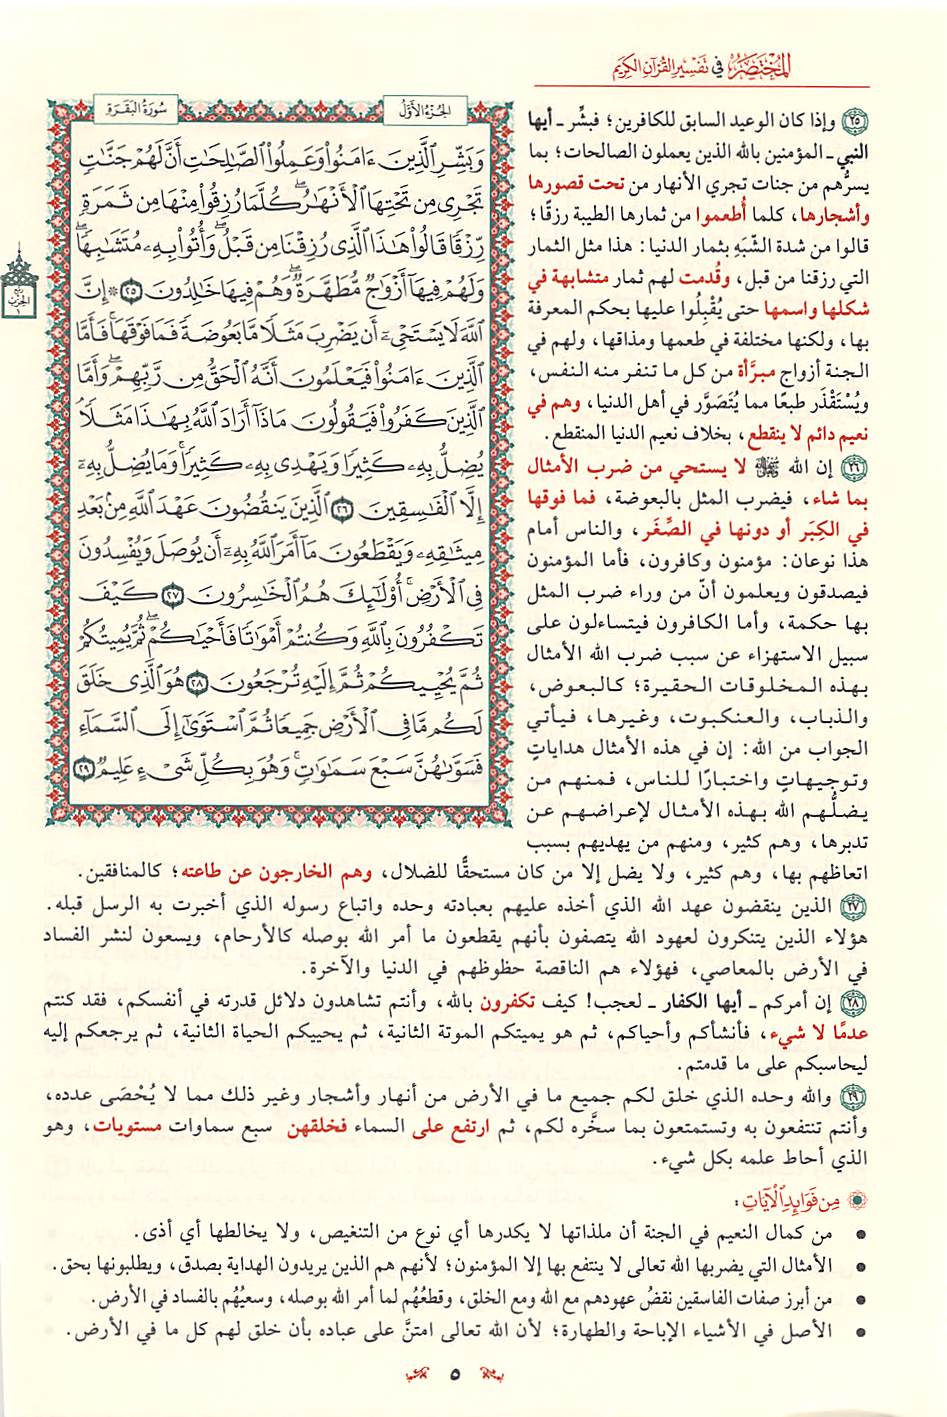 المختصر في تفسير القرآن الكريم
الجزء الأول
سورة البقرة
وَبَشِّرِ ٱلَّذِينَ ءَامَنُواْ وَعَمِلُواْ ٱلصَّٰلِحَٰتِ أَنَّ لَهُمْ جَنَّٰتٍ
تَجْرِى مِن تَحْتِهَا ٱلْأَنْهَٰرُ ۖ كُلَّمَا رُزِقُواْ مِنْهَا مِن ثَمَرَةٍ
رِّزْقًا قَالُواْ هَٰذَا ٱلَّذِى رُزِقْنَا مِن قَبْلُ ۖ وَأُتُواْ بِهِۦ مُتَشَٰبِهًا ۖ
وَلَهُمْ فِيهَآ أَزْوَٰجٌ مُّطَهَّرَةٌ ۖ وَهُمْ فِيهَا خَٰلِدُونَ ٢٥ ۞ إِنَّ
ٱللَّهَ لَا يَسْتَحْىِۦٓ أَن يَضْرِبَ مَثَلًا مَّا بَعُوضَةً فَمَا فَوْقَهَا ۚ فَأَمَّا
ٱلَّذِينَ ءَامَنُواْ فَيَعْلَمُونَ أَنَّهُ ٱلْحَقُّ مِن رَّبِّهِمْ ۖ وَأَمَّا
ٱلَّذِينَ كَفَرُواْ فَيَقُولُونَ مَاذَآ أَرَادَ ٱللَّهُ بِهَٰذَا مَثَلًا ۘ
يُضِلُّ بِهِۦ كَثِيرًا وَيَهْدِى بِهِۦ كَثِيرًا ۚ وَمَا يُضِلُّ بِهِۦٓ
إِلَّا ٱلْفَٰسِقِينَ ٢٦ ٱلَّذِينَ يَنقُضُونَ عَهْدَ ٱللَّهِ مِنۢ بَعْدِ
مِيثَٰقِهِۦ وَيَقْطَعُونَ مَآ أَمَرَ ٱللَّهُ بِهِۦٓ أَن يُوصَلَ وَيُفْسِدُونَ
فِى ٱلْأَرْضِ ۚ أُوْلَٰٓئِكَ هُمُ ٱلْخَٰسِرُونَ ٢٧ كَيْفَ
تَكْفُرُونَ بِٱللَّهِ وَكُنتُمْ أَمْوَٰتًا فَأَحْيَٰكُمْ ۖ ثُمَّ يُمِيتُكُمْ
ثُمَّ يُحْيِيكُمْ ثُمَّ إِلَيْهِ تُرْجَعُونَ ٢٨ هُوَ ٱلَّذِى خَلَقَ
لَكُم مَّا فِى ٱلْأَرْضِ جَمِيعًا ثُمَّ ٱسْتَوَىٰٓ إِلَى ٱلسَّمَآءِ
فَسَوَّىٰهُنَّ سَبْعَ سَمَٰوَٰتٍ ۚ وَهُوَ بِكُلِّ شَىْءٍ عَلِيمٌ ٢٩
ربع
الحزب
١
٢٥ وإذا كان الوعيد السابق للكافرين؛ فبشِّر ـ أيها
النبي ـ المؤمنين بالله الذين يعملون الصالحات؛ بما
يسرُّهم من جنات تجري الأنهار من تحت قصورها
وأشجارها، كلما أُطعموا من ثمارها الطيبة رزقًا؛
قالوا من شدة الشَّبَهِ بثمار الدنيا: هذا مثل الثمار
التي رزقنا من قبل، وقُدمت لهم ثمار متشابهة في
شكلها واسمها حتى يُقْبِلُوا عليها بحكم المعرفة
بها، ولكنها مختلفة في طعمها ومذاقها، ولهم في
الجنة أزواج مبرَّأة من كل ما تنفر منه النفس،
ويُسْتَقْذَر طبعًا مما يُتَصَوَّر في أهل الدنيا، وهم في
نعيم دائم لا ينقطع، بخلاف نعيم الدنيا المنقطع.
٢٦ إن الله ﷻ لا يستحي من ضرب الأمثال
بما شاء، فيضرب المثل بالبعوضة، فما فوقها
في الكِبَر أو دونها في الصِّغَر، والناس أمام
هذا نوعان: مؤمنون وكافرون، فأما المؤمنون
فيصدقون ويعلمون أنّ من وراء ضرب المثل
بها حكمة، وأما الكافرون فيتساءلون على
سبيل الاستهزاء عن سبب ضرب الله الأمثال
بهذه المخلوقات الحقيرة؛ كالبعوض،
والذباب، والعنكبوت، وغيرها، فيأتي
الجواب من الله: إن في هذه الأمثال هداياتٍ
وتوجيهاتٍ واختبارًا للناس، فمنهم من
يضلُّهم الله بهذه الأمثال لإعراضهم عن
تدبرها، وهم كثير، ومنهم من يهديهم بسبب
اتعاظهم بها، وهم كثير، ولا يضل إلا من كان مستحقًّا للضلال، وهم الخارجون عن طاعته؛ كالمنافقين.
٢٧ الذين ينقضون عهد الله الذي أخذه عليهم بعبادته وحده واتباع رسوله الذي أخبرت به الرسل قبله.
هؤلاء الذين يتنكرون لعهود الله يتصفون بأنهم يقطعون ما أمر الله بوصله كالأرحام، ويسعون لنشر الفساد
في الأرض بالمعاصي، فهؤلاء هم الناقصة حظوظهم في الدنيا والآخرة.
٢٨ إن أمركم ـ أيها الكفار ـ لعجب! كيف تكفرون بالله، وأنتم تشاهدون دلائل قدرته في أنفسكم، فقد كنتم
عدمًا لا شيء، فأنشأكم وأحياكم، ثم هو يميتكم الموتة الثانية، ثم يحييكم الحياة الثانية، ثم يرجعكم إليه
ليحاسبكم على ما قدمتم.
٢٩ والله وحده الذي خلق لكم جميع ما في الأرض من أنهار وأشجار وغير ذلك مما لا يُحْصَى عدده،
وأنتم تنتفعون به وتستمتعون بما سخَّره لكم، ثم ارتفع على السماء فخلقهن سبع سماوات مستويات، وهو
الذي أحاط علمه بكل شيء.
من فوائد الآيات:
• من كمال النعيم في الجنة أن ملذاتها لا يكدرها أي نوع من التنغيص، ولا يخالطها أي أذى.
• الأمثال التي يضربها الله تعالى لا ينتفع بها إلا المؤمنون؛ لأنهم هم الذين يريدون الهداية بصدق، ويطلبونها بحق.
• من أبرز صفات الفاسقين نقضُ عهودهم مع الله ومع الخلق، وقطعُهُم لما أمر الله بوصله، وسعيُهُم بالفساد في الأرض.
• الأصل في الأشياء الإباحة والطهارة؛ لأن الله تعالى امتنَّ على عباده بأن خلق لهم كل ما في الأرض.
٥